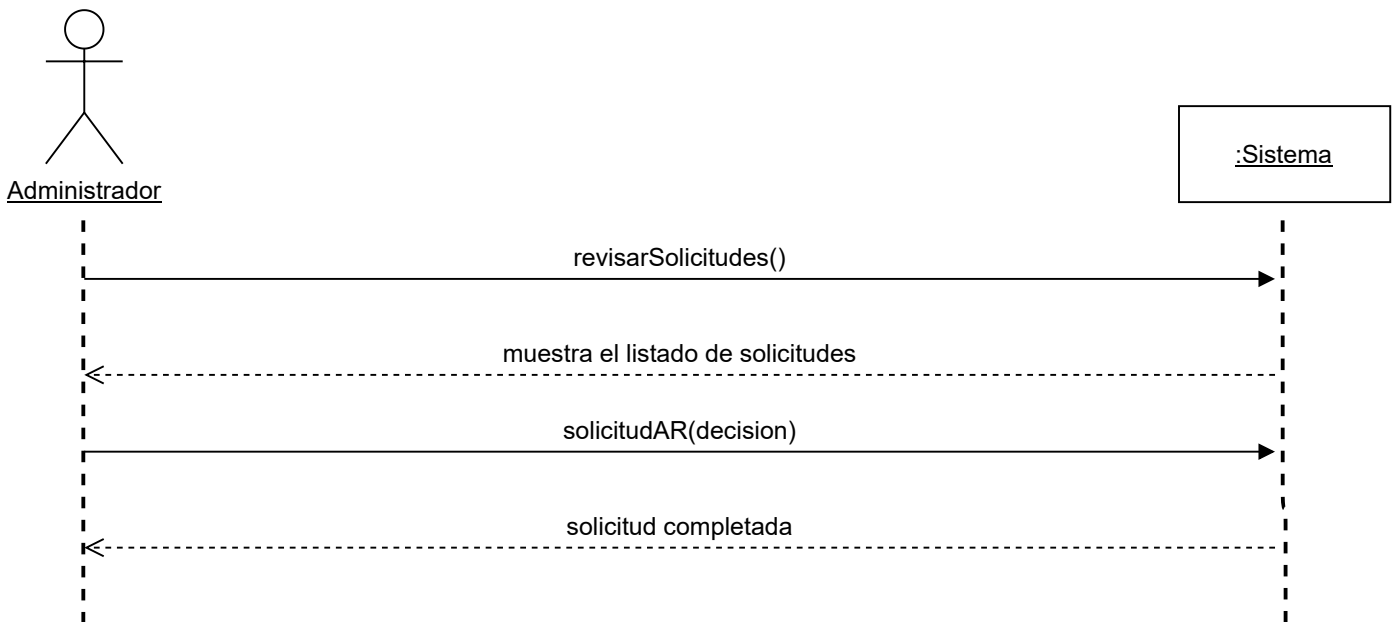 Administrador
:Sistema
revisarSolicitudes()
muestra el listado de solicitudes
solicitudAR(decision)
solicitud completada